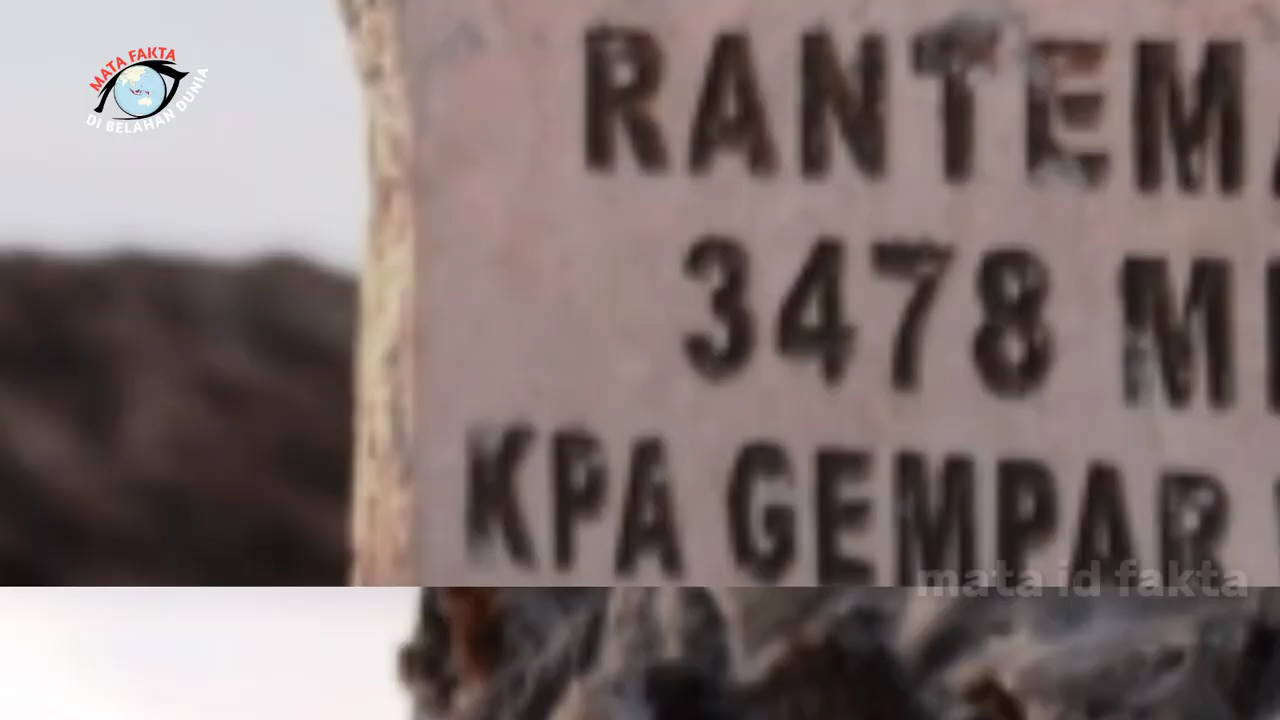 MATA FAKTA
DI BELAHAN DUNIA
RANTEM
3478 M
KPA GEMPAR
mata id fakta